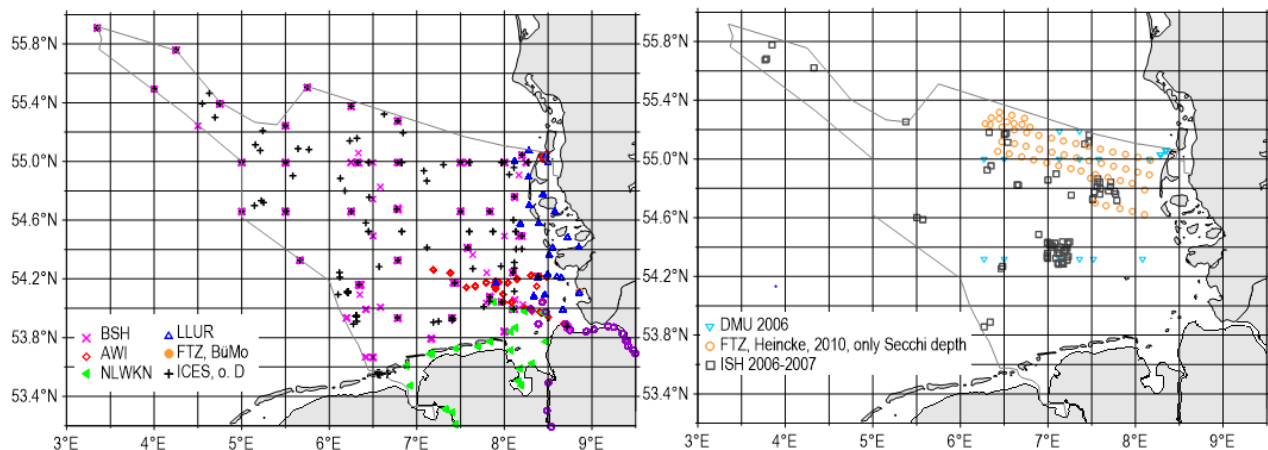 55.8°N
55.4°N
55.0°N
54.6°N
54.2°N
53.8°N
53.4°N
BSH
AWI
NLWKN
LLUR
FTZ, BüMo
ICES, o. D
3°E 4°E 5°E 6°E 7°E 8°E 9°E
55.8°N
55.4°N
55.0°N
54.6°N
54.2°N
53.8°N
53.4°N
DMU 2006
FTZ, Heincke, 2010, only Secchi depth
ISH 2006-2007
3°E 4°E 5°E 6°E 7°E 8°E 9°E